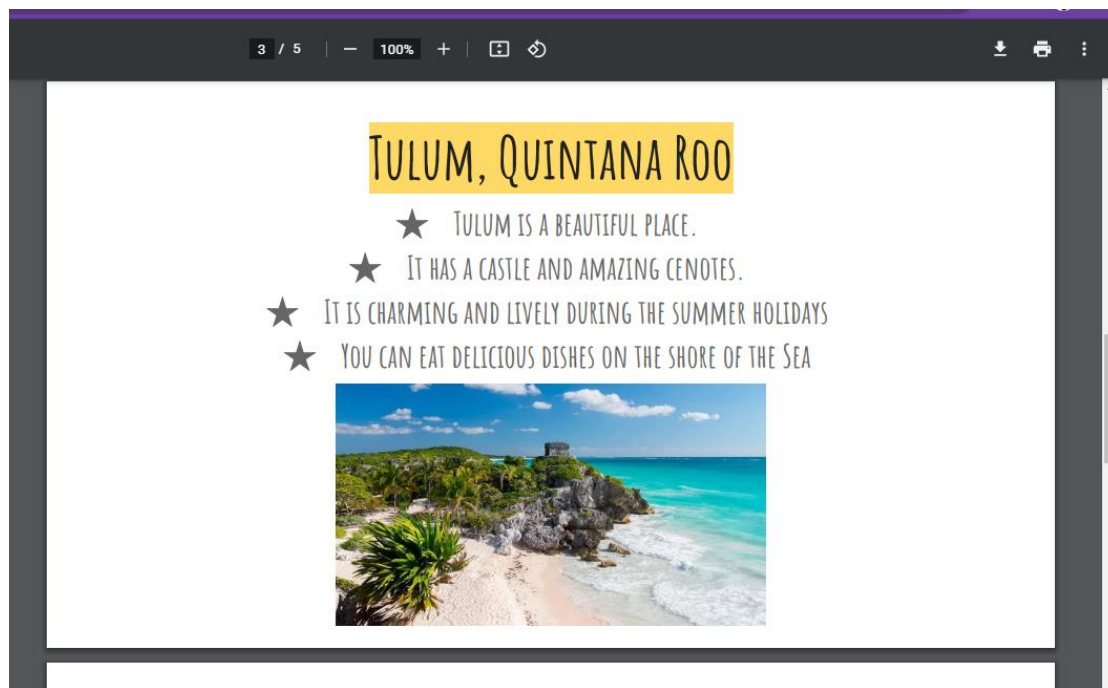 3 / 5 100%
TULUM, QUINTANA ROO
TULUM IS A BEAUTIFUL PLACE.
IT HAS A CASTLE AND AMAZING CENOTES.
IT IS CHARMING AND LIVELY DURING THE SUMMER HOLIDAYS
YOU CAN EAT DELICIOUS DISHES ON THE SHORE OF THE SEA